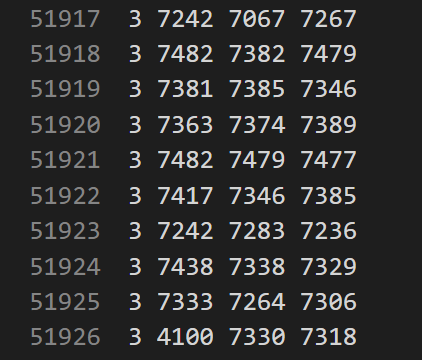 51917 3 7242 7067 7267
51918 3 7482 7382 7479
51919 3 7381 7385 7346
51920 3 7363 7374 7389
51921 3 7482 7479 7477
51922 3 7417 7346 7385
51923 3 7242 7283 7236
51924 3 7438 7338 7329
51925 3 7333 7264 7306
51926 3 4100 7330 7318